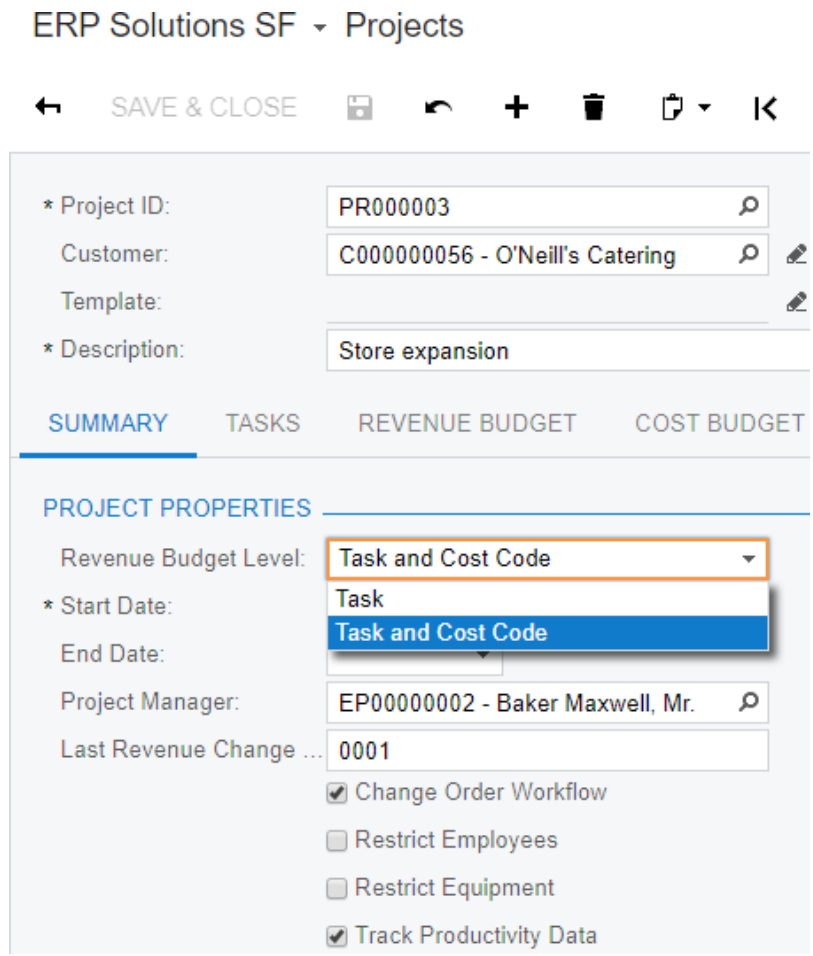 ERP Solutions SF Projects
SAVE & CLOSE
* Project ID: PR000003
Customer: C000000056 - O'Neill's Catering
Template:
* Description: Store expansion
SUMMARY TASKS REVENUE BUDGET COST BUDGET
PROJECT PROPERTIES
Revenue Budget Level: Task and Cost Code
Task
* Start Date:
Task and Cost Code
End Date:
Project Manager: EP00000002 - Baker Maxwell, Mr.
Last Revenue Change ... 0001
Change Order Workflow
Restrict Employees
Restrict Equipment
Track Productivity Data